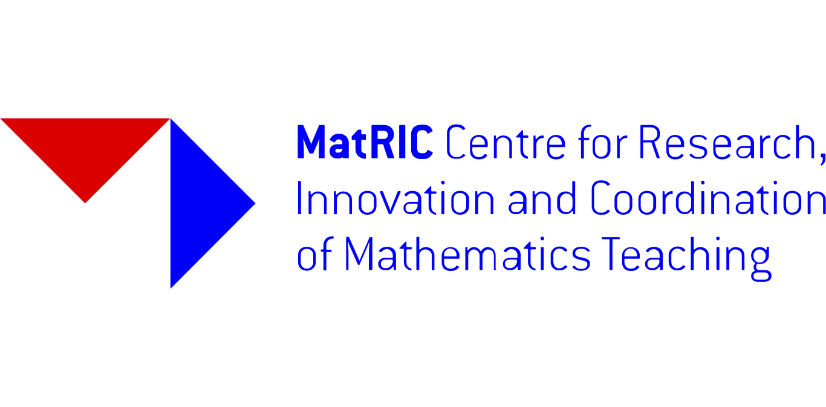 MatRIC Centre for Research,
Innovation and Coordination
of Mathematics Teaching